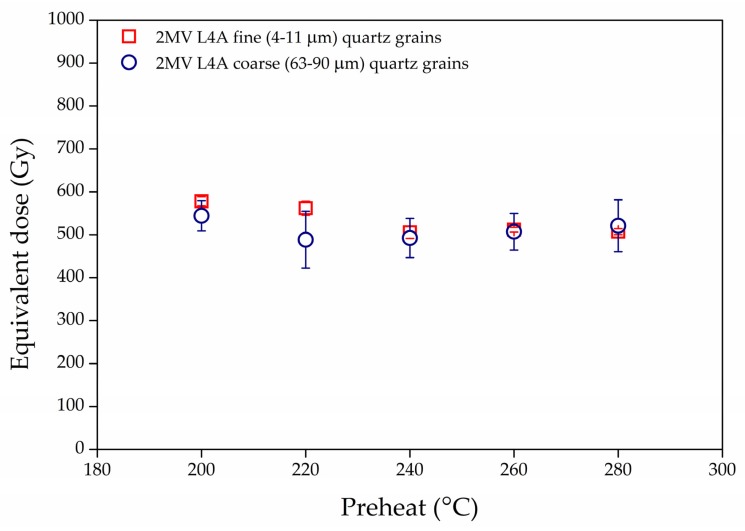 2MV L4A fine (4-11 μm) quartz grains
2MV L4A coarse (63-90 μm) quartz grains
Equivalent dose (Gy)
1000
900
800
700
600
500
400
300
200
100
0
180 200 220 240 260 280 300
Preheat (°C)